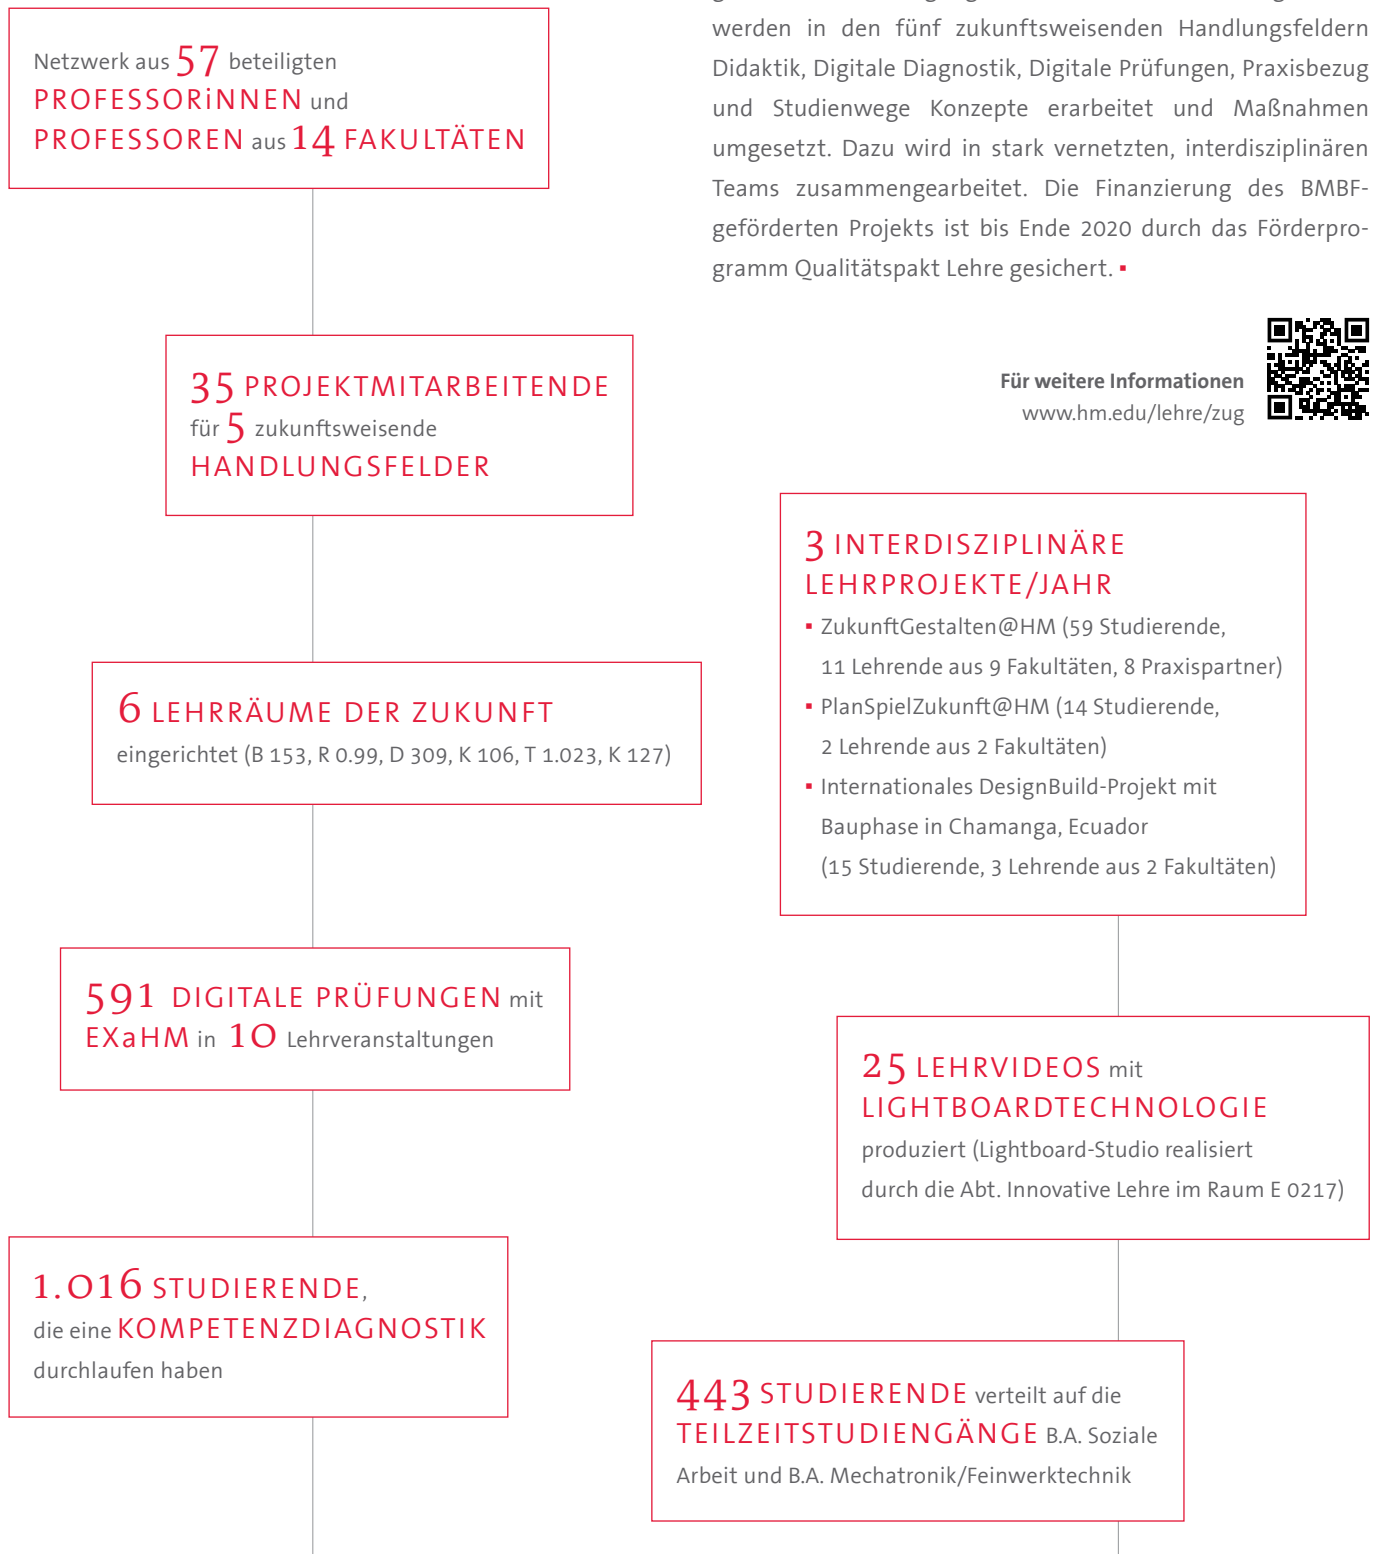 Netzwerk aus 57 beteiligten
PROFESSORiNNEN und
PROFESSOREN aus 14 FAKULTÄTEN
35 PROJEKTMITARBEITENDE
für 5 zukunftsweisende
HANDLUNGSFELDER
6 LEHRRÄUME DER ZUKUNFT
eingerichtet (B 153, R 0.99, D 309, K 106, T 1.023, K 127)
591 DIGITALE PRÜFUNGEN mit
EXaHM in 10 Lehrveranstaltungen
1.016 STUDIERENDE,
die eine KOMPETENZDIAGNOSTIK
durchlaufen haben
werden in den fünf zukunftsweisenden Handlungsfeldern
Didaktik, Digitale Diagnostik, Digitale Prüfungen, Praxisbezug
und Studienwege Konzepte erarbeitet und Maßnahmen
umgesetzt. Dazu wird in stark vernetzten, interdisziplinären
Teams zusammengearbeitet. Die Finanzierung des BMBF-
geförderten Projekts ist bis Ende 2020 durch das Förderpro-
gramm Qualitätspakt Lehre gesichert. ▪
Für weitere Informationen
www.hm.edu/lehre/zug
3 INTERDISZIPLINÄRE
LEHRPROJEKTE/JAHR
▪ ZukunftGestalten@HM (59 Studierende,
11 Lehrende aus 9 Fakultäten, 8 Praxispartner)
▪ PlanSpielZukunft@HM (14 Studierende,
2 Lehrende aus 2 Fakultäten)
▪ Internationales DesignBuild-Projekt mit
Bauphase in Chamanga, Ecuador
(15 Studierende, 3 Lehrende aus 2 Fakultäten)
25 LEHRVIDEOS mit
LIGHTBOARDTECHNOLOGIE
produziert (Lightboard-Studio realisiert
durch die Abt. Innovative Lehre im Raum E 0217)
443 STUDIERENDE verteilt auf die
TEILZEITSTUDIENGÄNGE B.A. Soziale
Arbeit und B.A. Mechatronik/Feinwerktechnik